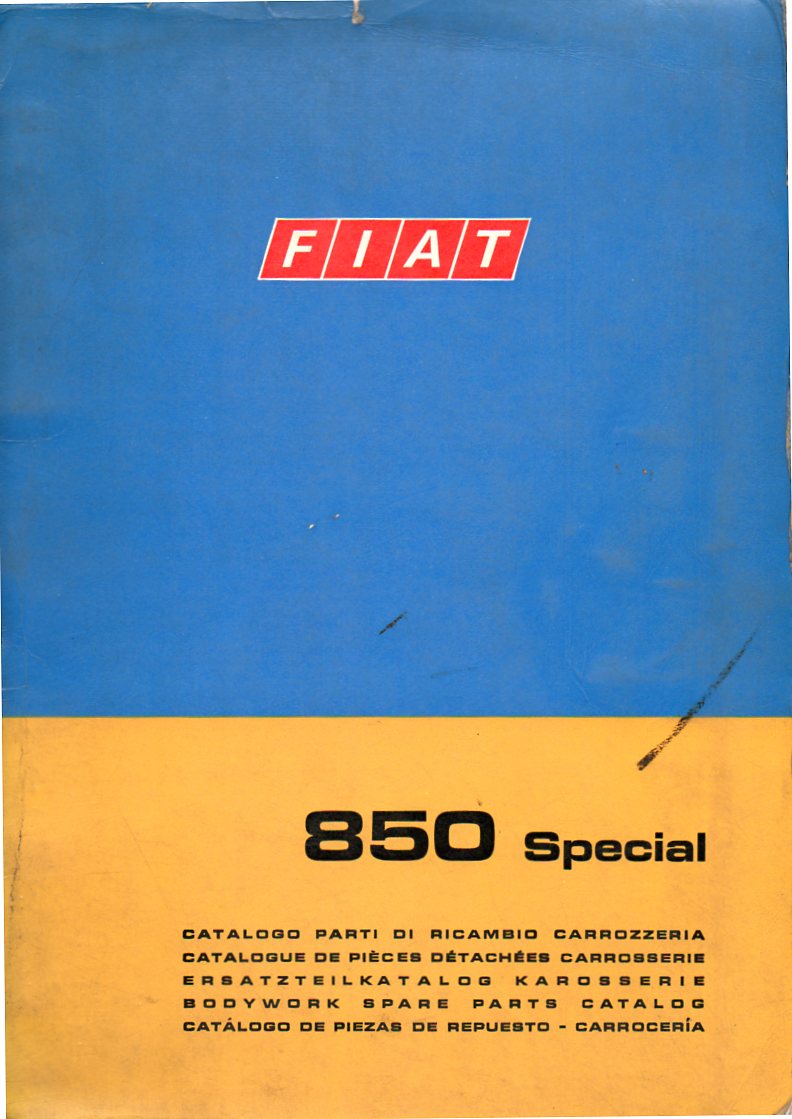 FIAT
850 Special
CATALOGO PARTI DI RICAMBIO CARROZZERIA
CATALOGUE DE PIÈCES DÉTACHÉES CARROSSERIE
ERSATZTEILKATALOG KAROSSERIE
BODYWORK SPARE PARTS CATALOG
CATÁLOGO DE PIEZAS DE REPUESTO - CARROCERÍA